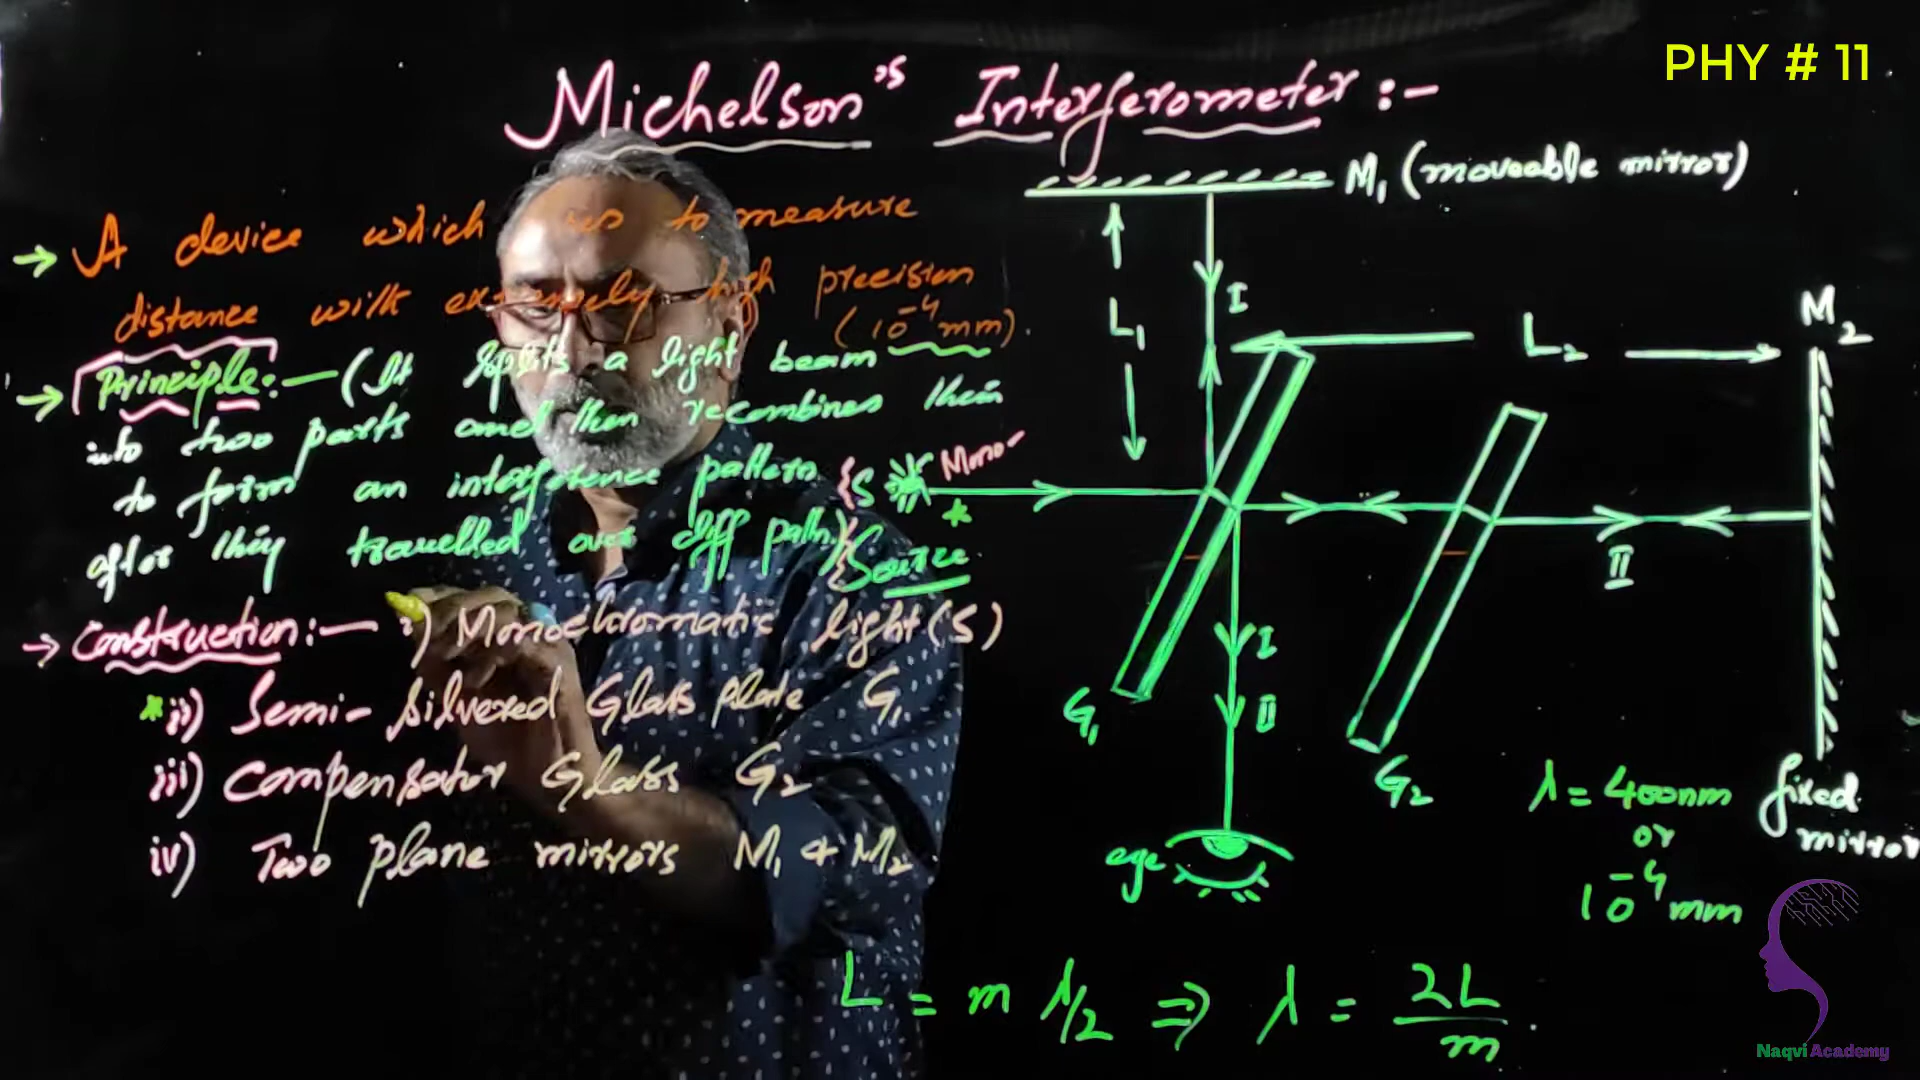 PHY # 11
Michelson's Interferometer :-
→ A device which to measure
distance with extremely high precision
(10⁻⁴ mm).
→ Principle :- (It splits a light beam
into two parts and then recombines them
to form an interference pattern
after they travelled over diff paths)
→ Construction :- i) Monochromatic light (S)
* ii) Semi-Silvered Glass plate G₁
iii) Compensator Glass G₂
iv) Two plane mirrors M₁ & M₂
M₁ (moveable mirror)
I
L₁
L₂
M₂
S
Mono-
*
Source
II
I
II
G₁
G₂
eye
fixed
mirror
λ = 400nm
or
10⁻⁴ mm
L = m λ/2 ⇒ λ = 2L/m .
Naqvi Academy